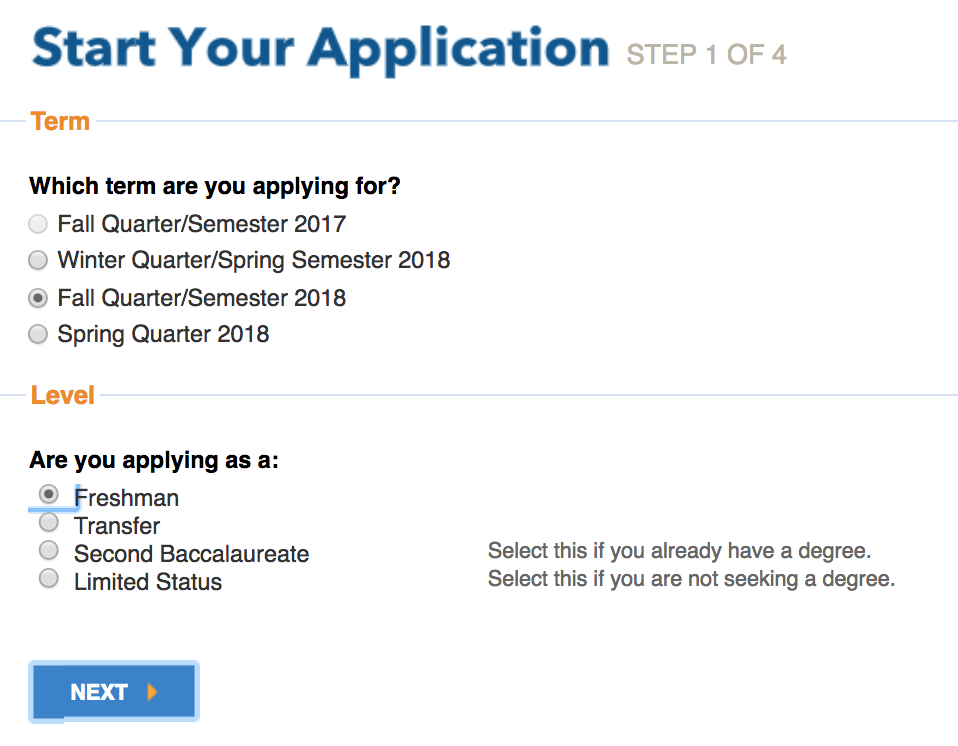 Start Your Application STEP 1 OF 4
Term
Which term are you applying for?
Fall Quarter/Semester 2017
Winter Quarter/Spring Semester 2018
Fall Quarter/Semester 2018
Spring Quarter 2018
Level
Are you applying as a:
Freshman
Transfer
Second Baccalaureate Select this if you already have a degree.
Limited Status Select this if you are not seeking a degree.
NEXT